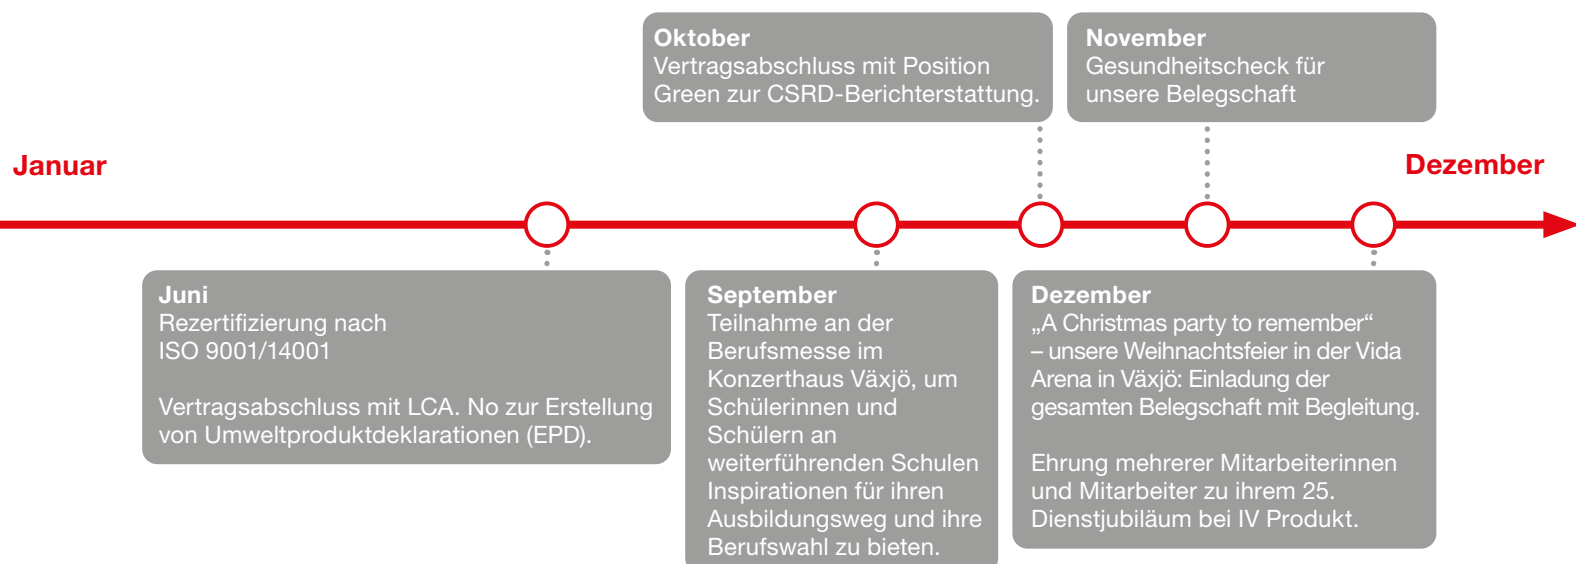 Oktober
Vertragsabschluss mit Position
Green zur CSRD-Berichterstattung.
November
Gesundheitscheck für
unsere Belegschaft
Januar
Dezember
Juni
Rezertifizierung nach
ISO 9001/14001
Vertragsabschluss mit LCA. No zur Erstellung
von Umweltproduktdeklarationen (EPD).
September
Teilnahme an der
Berufsmesse im
Konzerthaus Växjö, um
Schülerinnen und
Schülern an
weiterführenden Schulen
Inspirationen für ihren
Ausbildungsweg und ihre
Berufswahl zu bieten.
Dezember
„A Christmas party to remember“
– unsere Weihnachtsfeier in der Vida
Arena in Växjö: Einladung der
gesamten Belegschaft mit Begleitung.
Ehrung mehrerer Mitarbeiterinnen
und Mitarbeiter zu ihrem 25.
Dienstjubiläum bei IV Produkt.